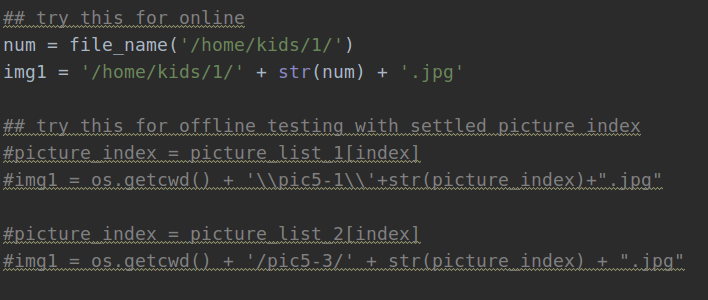 ## try this for online
num = file_name('/home/kids/1/')
img1 = '/home/kids/1/' + str(num) + '.jpg'
## try this for offline testing with settled picture index
#picture_index = picture_list_1[index]
#img1 = os.getcwd() + '\\pic5-1\\'+str(picture_index)+".jpg"
#picture_index = picture_list_2[index]
#img1 = os.getcwd() + '/pic5-3/' + str(picture_index) + ".jpg"